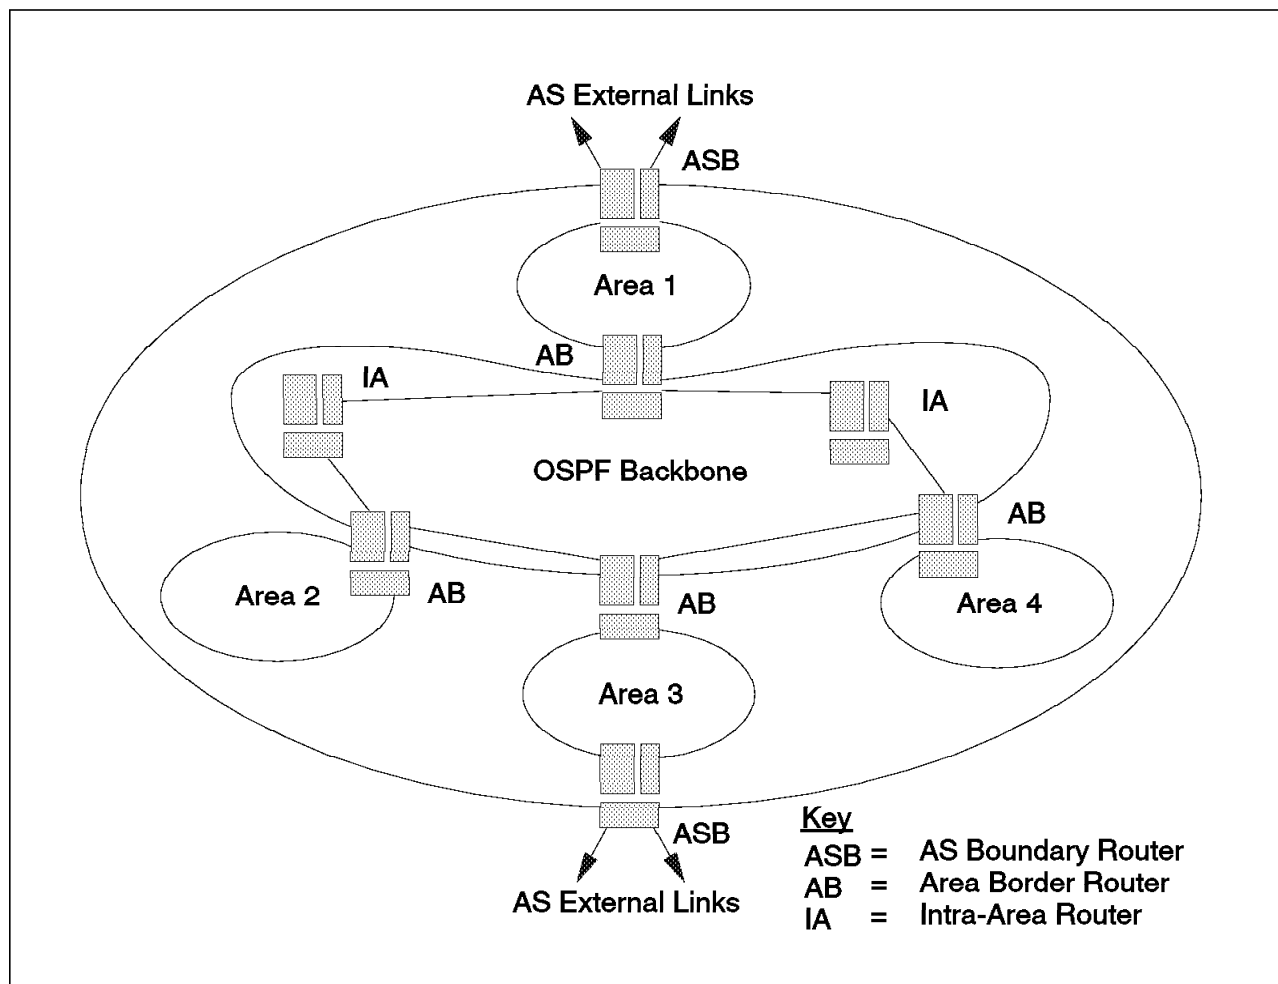 AS External Links
ASB
Area 1
AB
IA
IA
OSPF Backbone
AB
Area 2
AB
AB
Area 4
Area 3
ASB
AS External Links
Key
ASB = AS Boundary Router
AB = Area Border Router
IA = Intra-Area Router